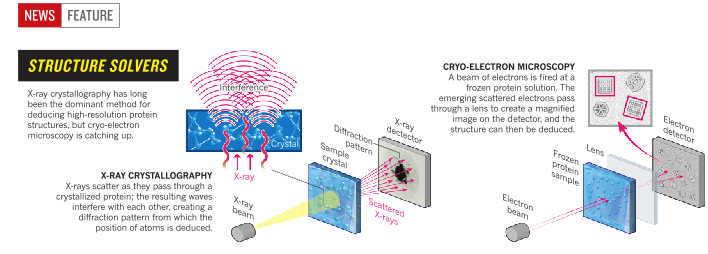 NEWS FEATURE
STRUCTURE SOLVERS
X-ray crystallography has long
been the dominant method for
deducing high-resolution protein
structures, but cryo-electron
microscopy is catching up.
Interference
Crystal
X-ray
X-RAY CRYSTALLOGRAPHY
X-rays scatter as they pass through a
crystallized protein; the resulting waves
interfere with each other, creating a
diffraction pattern from which the
position of atoms is deduced.
X-ray
beam
Sample
crystal
Diffraction
pattern
X-ray
dectector
Scattered
X-rays
CRYO-ELECTRON MICROSCOPY
A beam of electrons is fired at a
frozen protein solution. The
emerging scattered electrons pass
through a lens to create a magnified
image on the detector, and the
structure can then be deduced.
Electron
beam
Frozen
protein
sample
Lens
Electron
detector